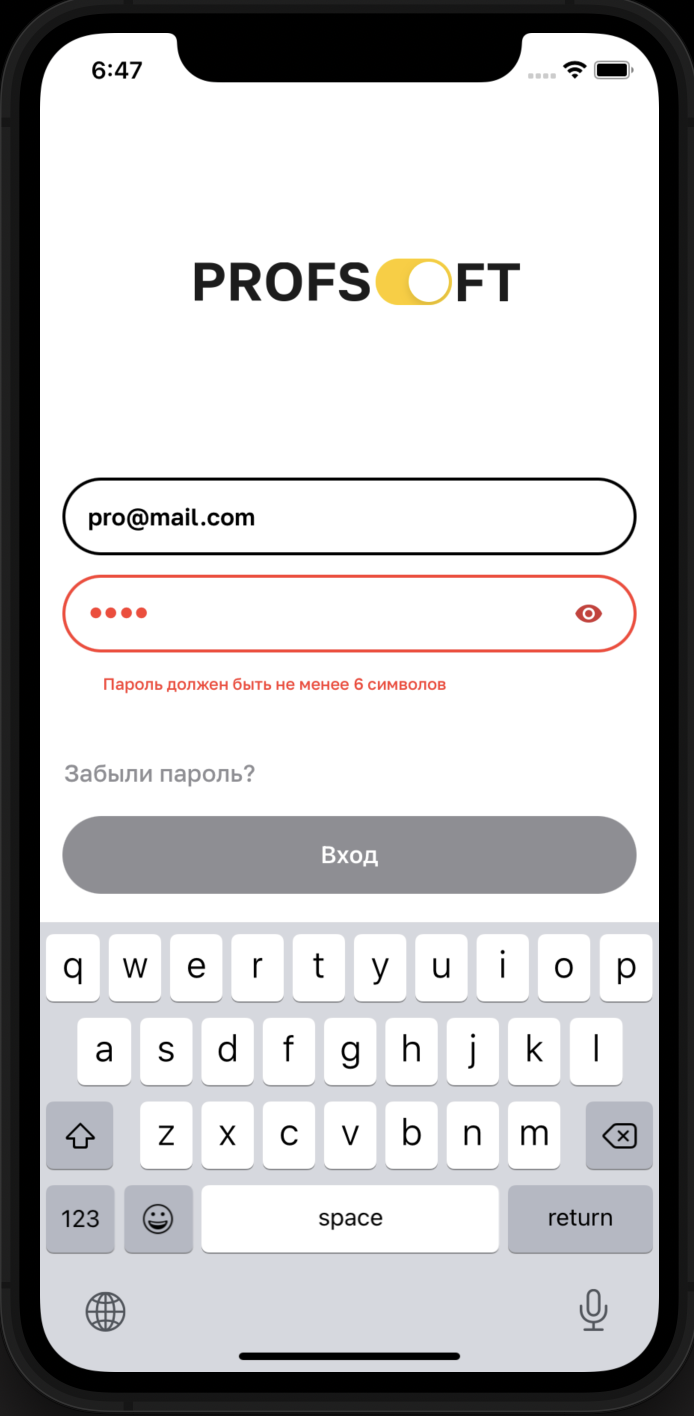 6:47
PROFSOFT
pro@mail.com
Пароль должен быть не менее 6 символов
Забыли пароль?
Вход
q w e r t y u i o p
a s d f g h j k l
z x c v b n m
123 space return